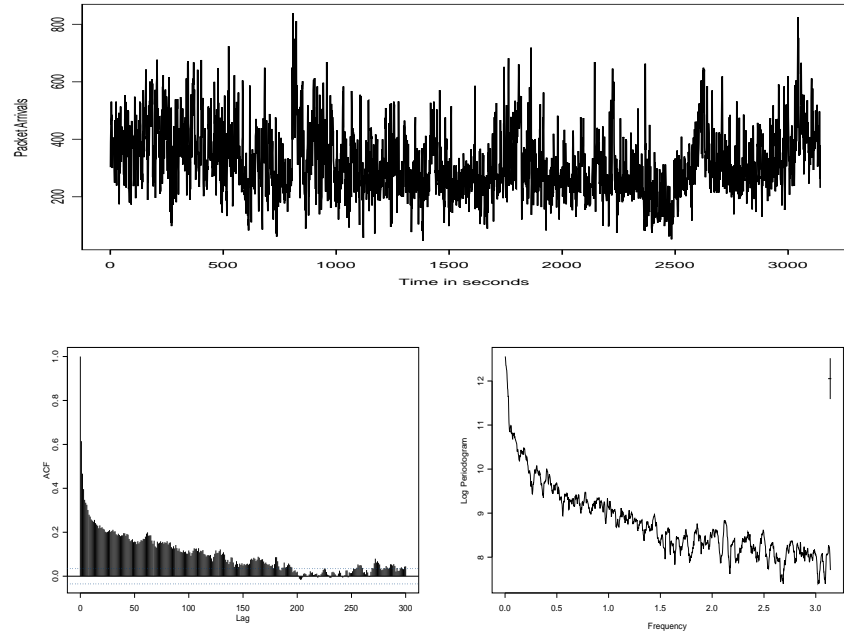 800
600
400
200
Packet Arrivals
0 500 1000 1500 2000 2500 3000
Time in seconds
1.0
0.8
0.6
0.4
0.2
0.0
ACF
0 50 100 150 200 250 300
Lag
12
11
10
9
8
Log Periodogram
0.0 0.5 1.0 1.5 2.0 2.5 3.0
Frequency